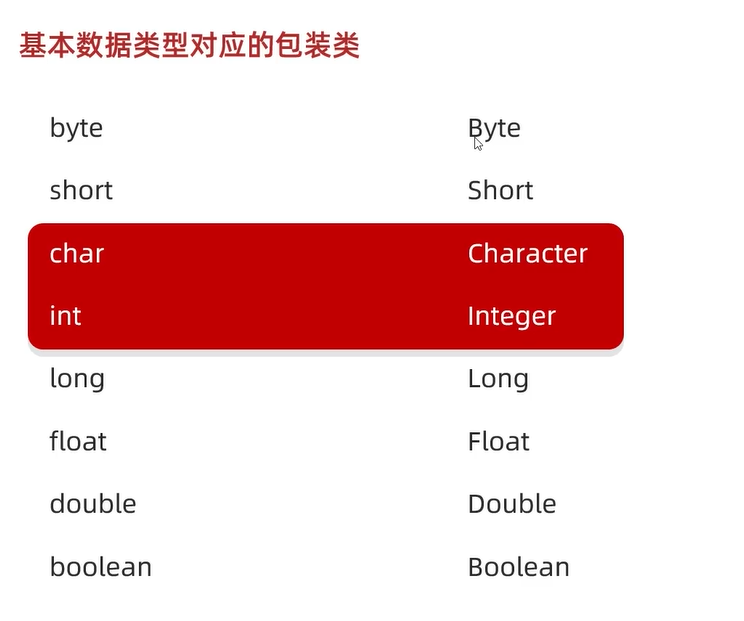 基本数据类型对应的包装类
byte Byte
short Short
char Character
int Integer
long Long
float Float
double Double
boolean Boolean